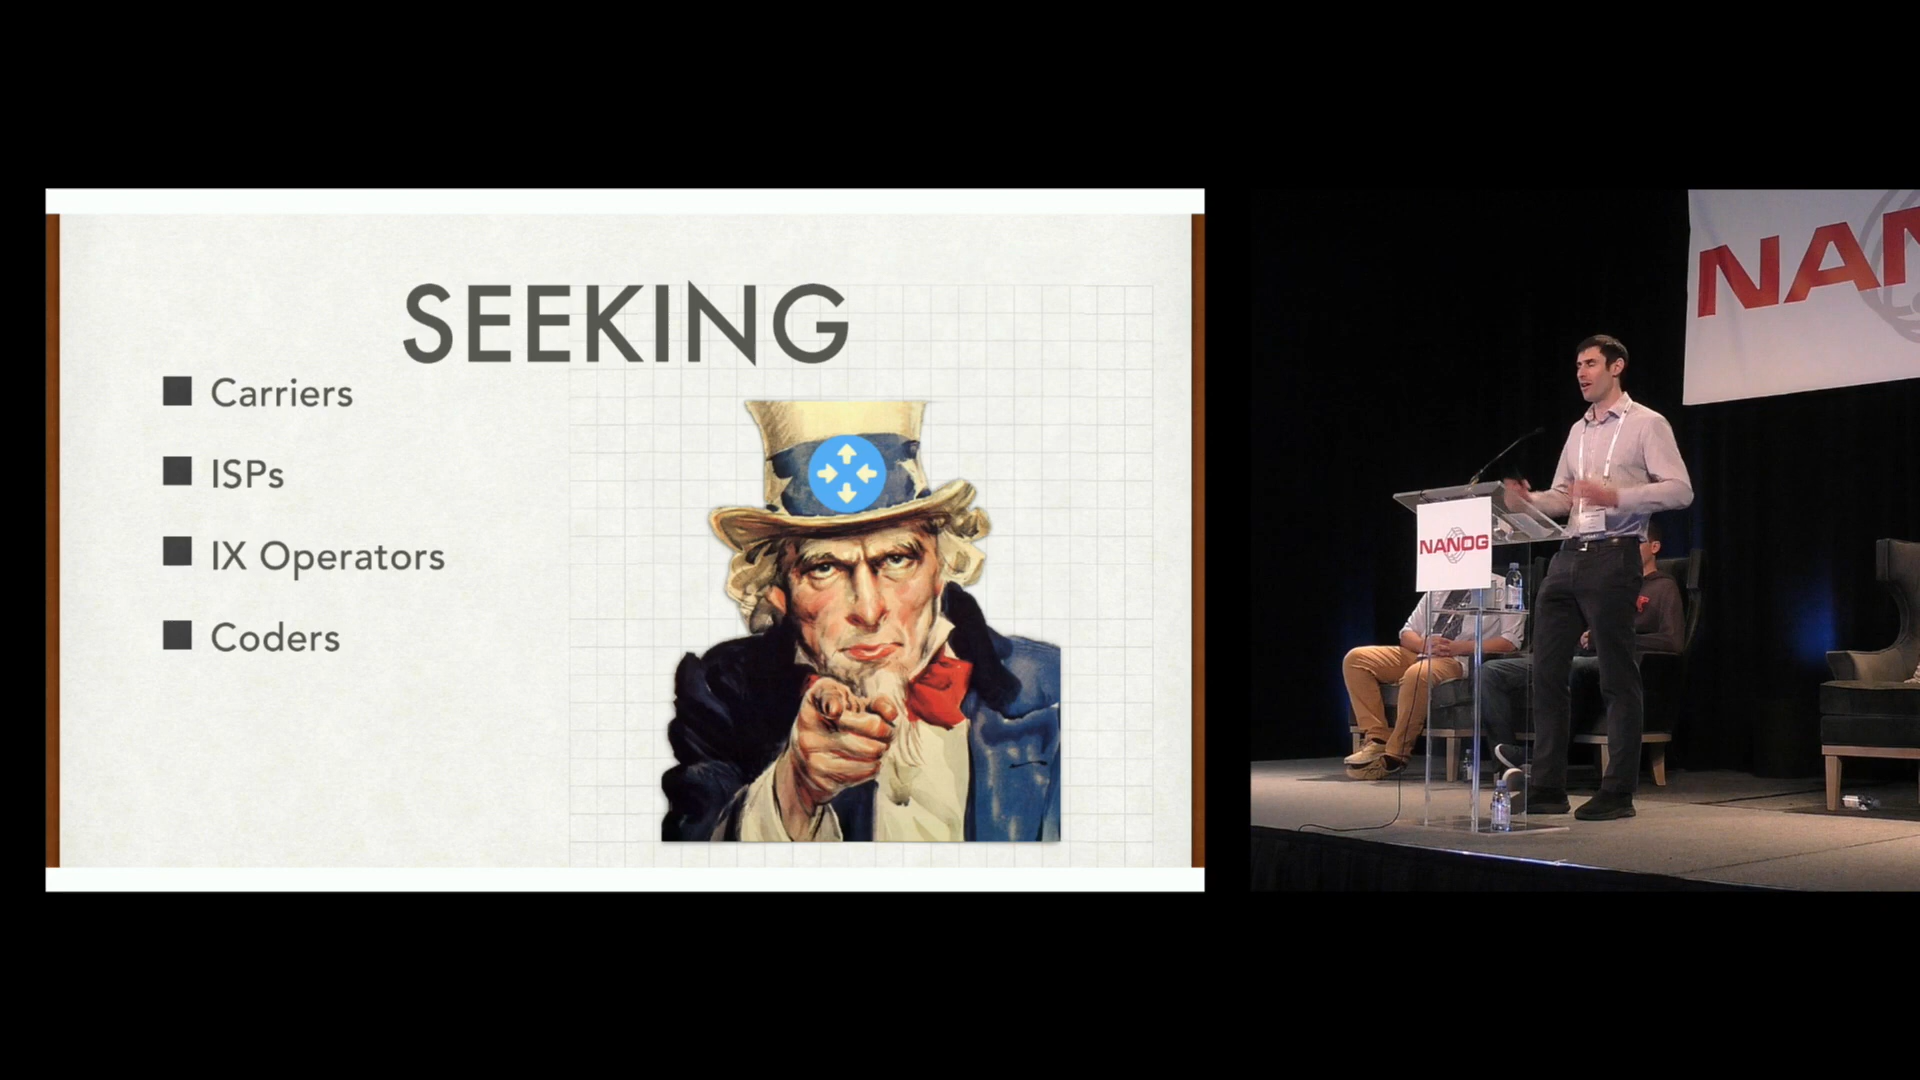 SEEKING
Carriers
ISPs
IX Operators
Coders
NAN
NANOG